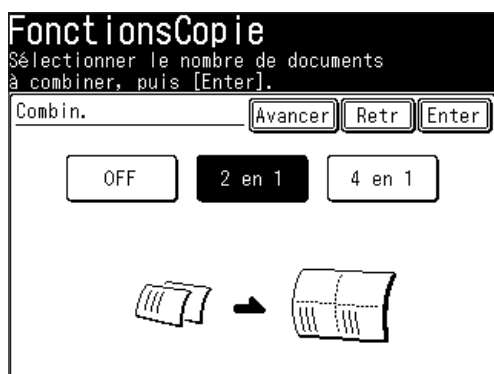 FonctionsCopie
Sélectionner le nombre de documents
à combiner, puis [Enter].
Combin. Avancer Retr Enter
OFF 2 en 1 4 en 1